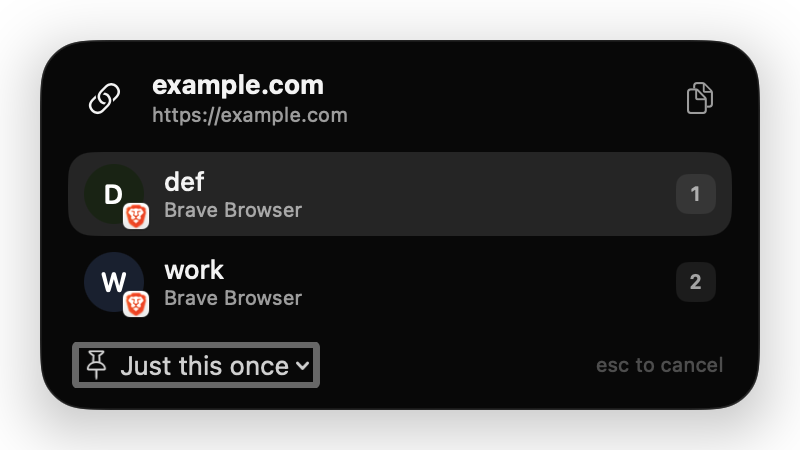 example.com
https://example.com
D
def
Brave Browser
1
W
work
Brave Browser
2
Just this once
esc to cancel